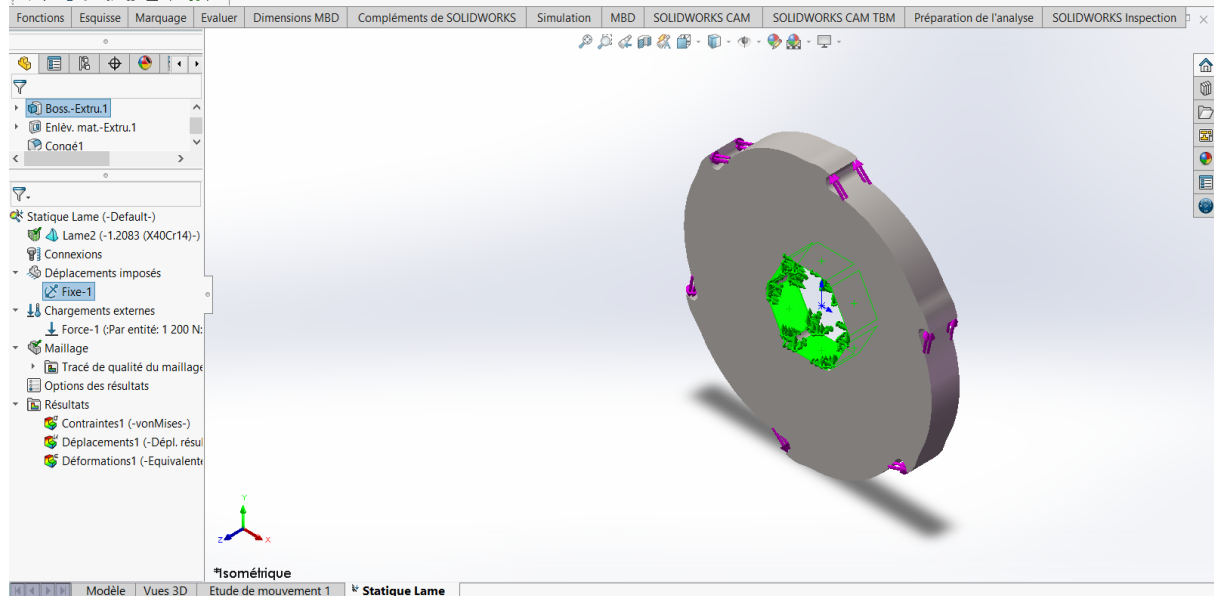 Fonctions Esquisse Marquage Evaluer Dimensions MBD Compléments de SOLIDWORKS Simulation MBD SOLIDWORKS CAM SOLIDWORKS CAM TBM Préparation de l'analyse SOLIDWORKS Inspection
Boss.-Extru.1
Enlèv. mat.-Extru.1
Congé1
Statique Lame (-Default-)
Lame2 (-1.2083 (X40Cr14)-)
Connexions
Déplacements imposés
Fixe-1
Chargements externes
Force-1 (:Par entité: 1 200 N:
Maillage
Tracé de qualité du maillage
Options des résultats
Résultats
Contraintes1 (-vonMises-)
Déplacements1 (-Dépl. résul
Déformations1 (-Equivalente
Y
Z X
*Isométrique
Modèle Vues 3D Etude de mouvement 1 Statique Lame